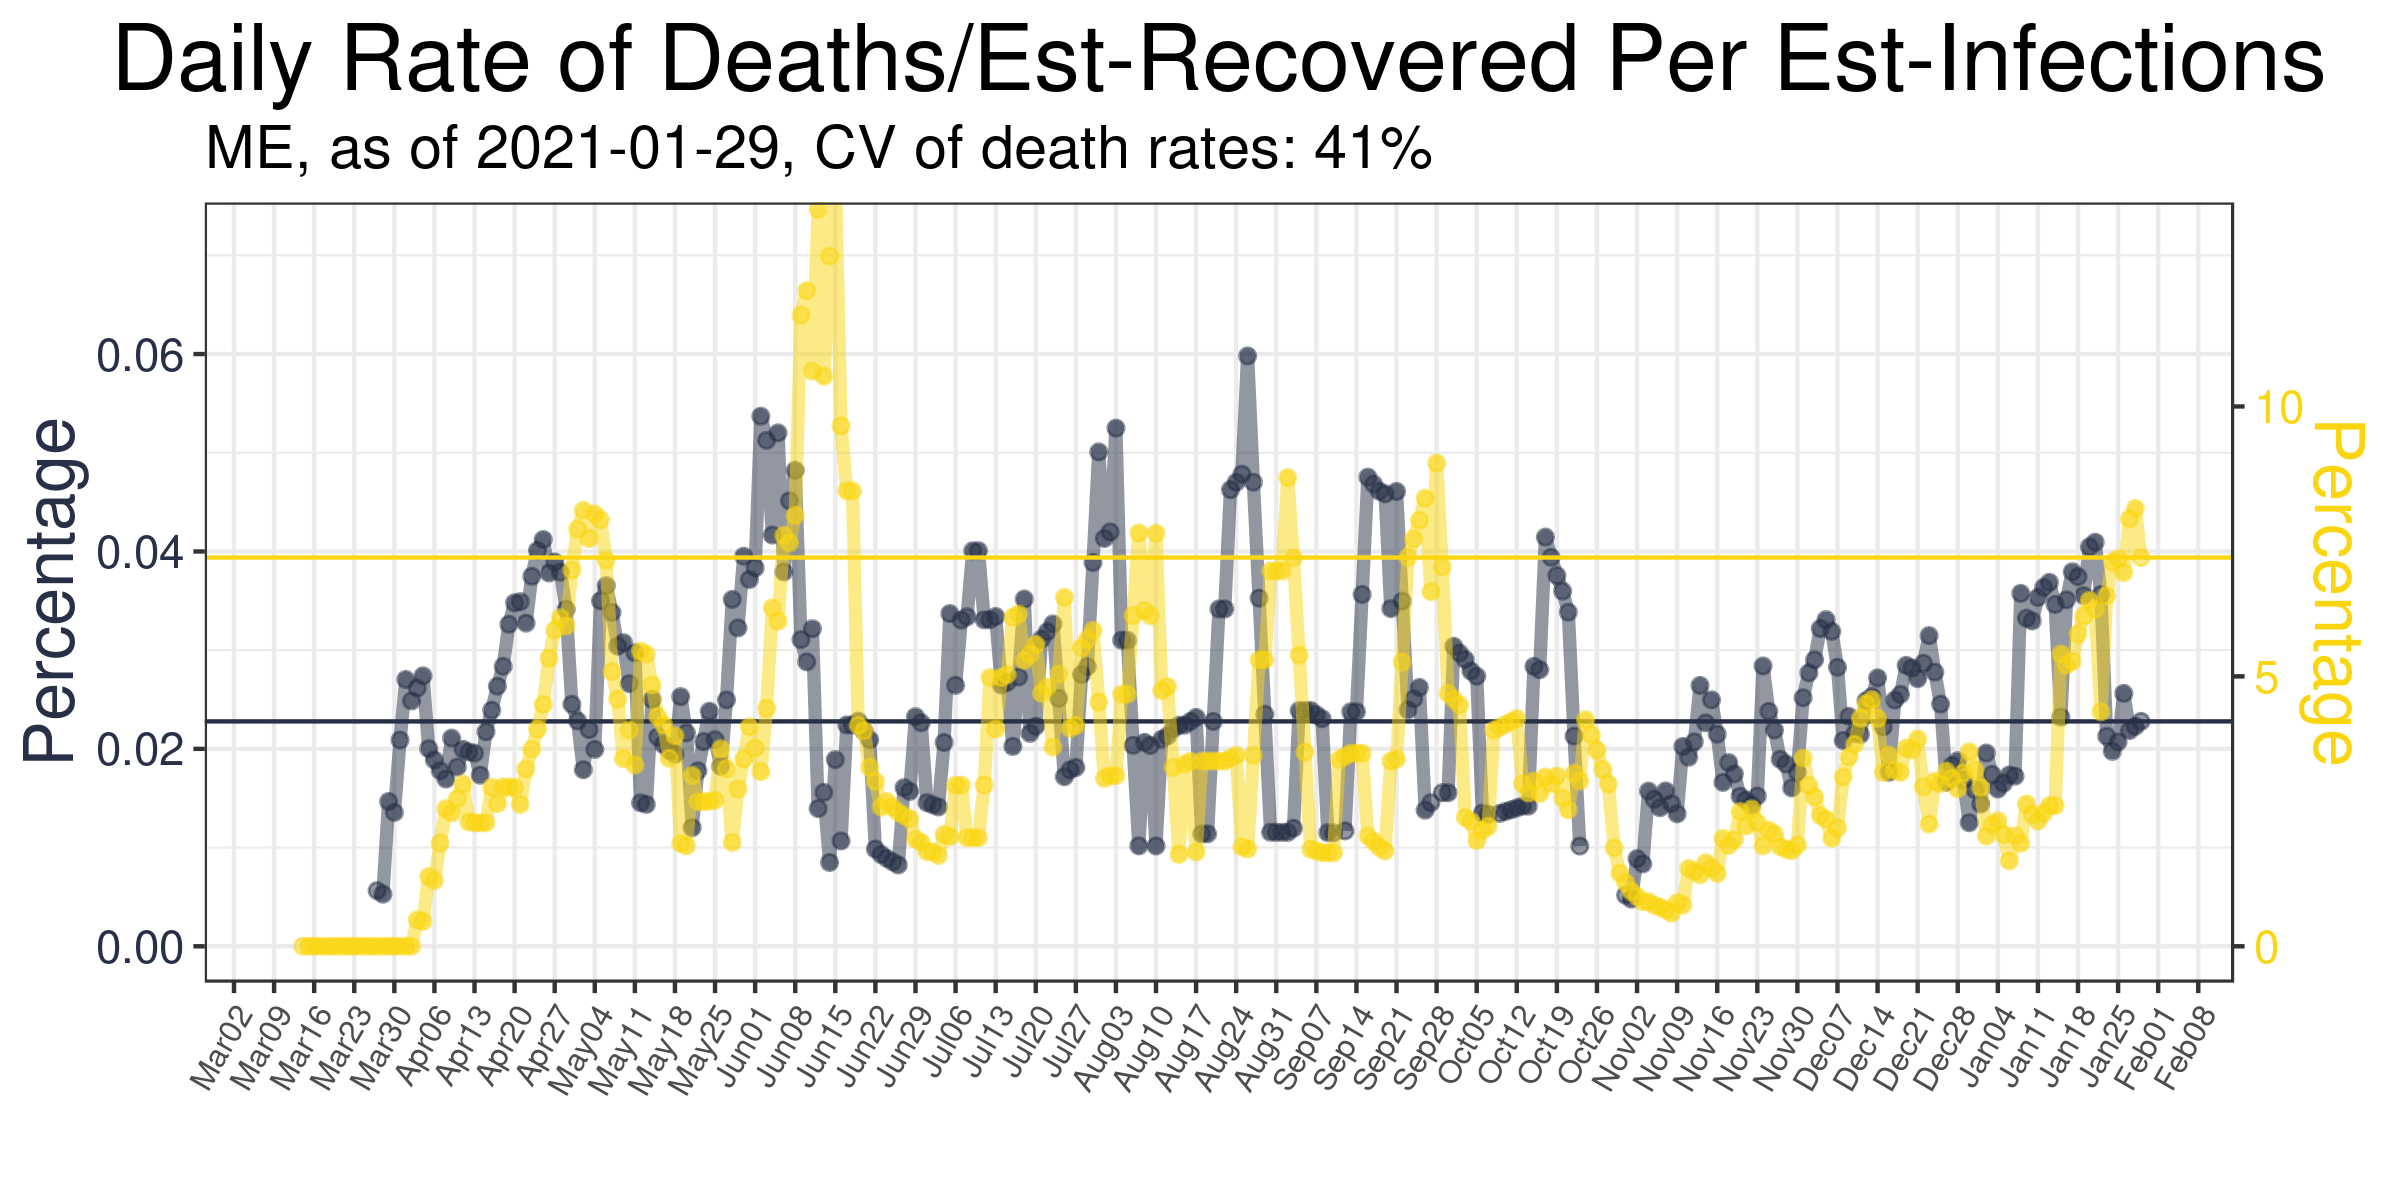 Daily Rate of Deaths/Est-Recovered Per Est-Infections
ME, as of 2021-01-29, CV of death rates: 41%
Percentage
0.06
0.04
0.02
0.00
10
5
0
Percentage
Mar02 Mar09 Mar16 Mar23 Mar30 Apr06 Apr13 Apr20 Apr27 May04 May11 May18 May25 Jun01 Jun08 Jun15 Jun22 Jun29 Jul06 Jul13 Jul20 Jul27 Aug03 Aug10 Aug17 Aug24 Aug31 Sep07 Sep14 Sep21 Sep28 Oct05 Oct12 Oct19 Oct26 Nov02 Nov09 Nov16 Nov23 Nov30 Dec07 Dec14 Dec21 Dec28 Jan04 Jan11 Jan18 Jan25 Feb01 Feb08